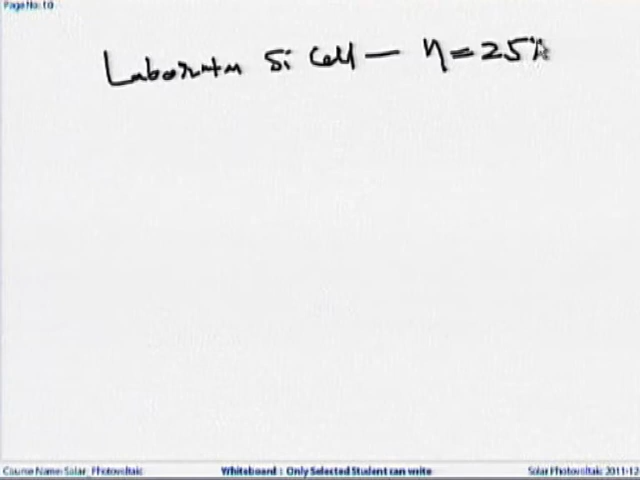 Page No: 10
Laboratory Si Cell — η = 25%
Course Name: Solar_Photovoltaic
Whiteboard : Only Selected Student can write
Solar Photovoltaic 2011-12